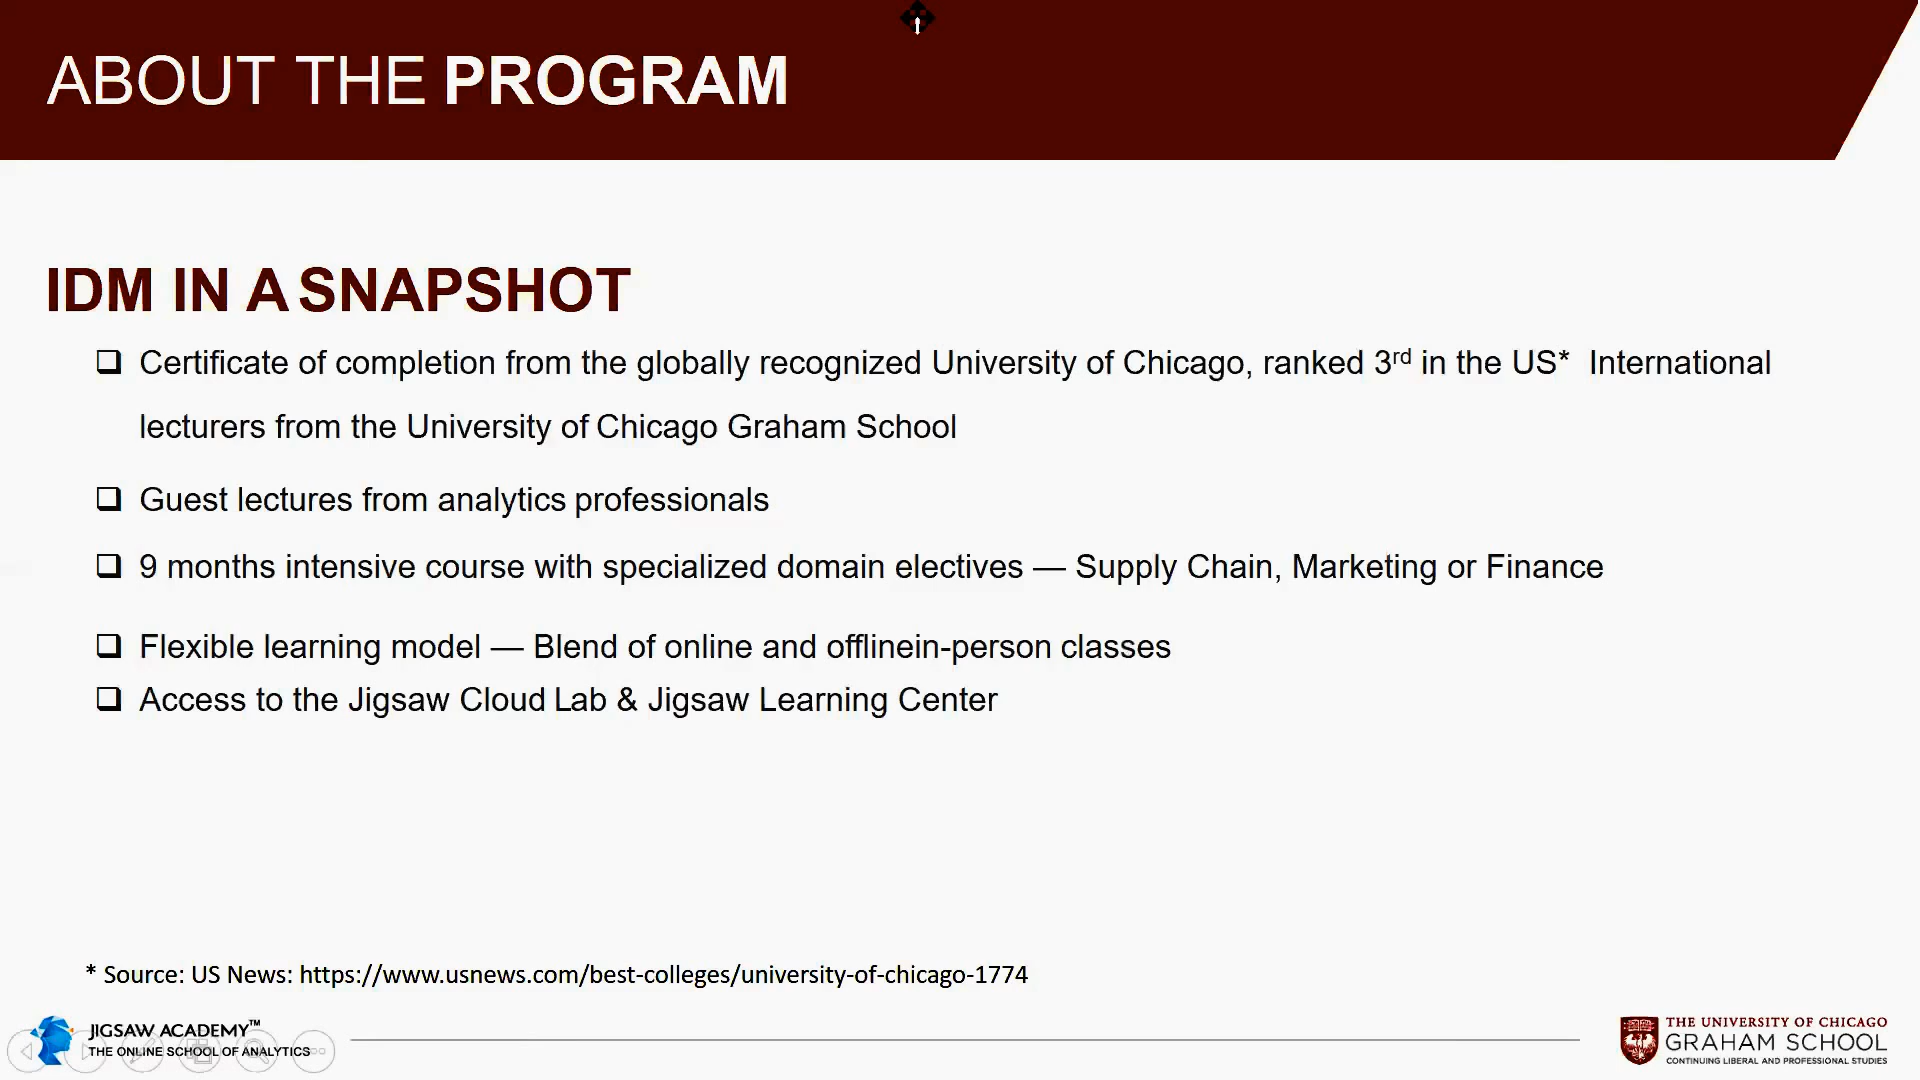 ABOUT THE PROGRAM
IDM IN A SNAPSHOT
❑ Certificate of completion from the globally recognized University of Chicago, ranked 3rd in the US* International
lecturers from the University of Chicago Graham School
❑ Guest lectures from analytics professionals
❑ 9 months intensive course with specialized domain electives — Supply Chain, Marketing or Finance
❑ Flexible learning model — Blend of online and offlinein-person classes
❑ Access to the Jigsaw Cloud Lab & Jigsaw Learning Center
* Source: US News: https://www.usnews.com/best-colleges/university-of-chicago-1774
JIGSAW ACADEMY™
THE ONLINE SCHOOL OF ANALYTICS
THE UNIVERSITY OF CHICAGO
GRAHAM SCHOOL
CONTINUING LIBERAL AND PROFESSIONAL STUDIES